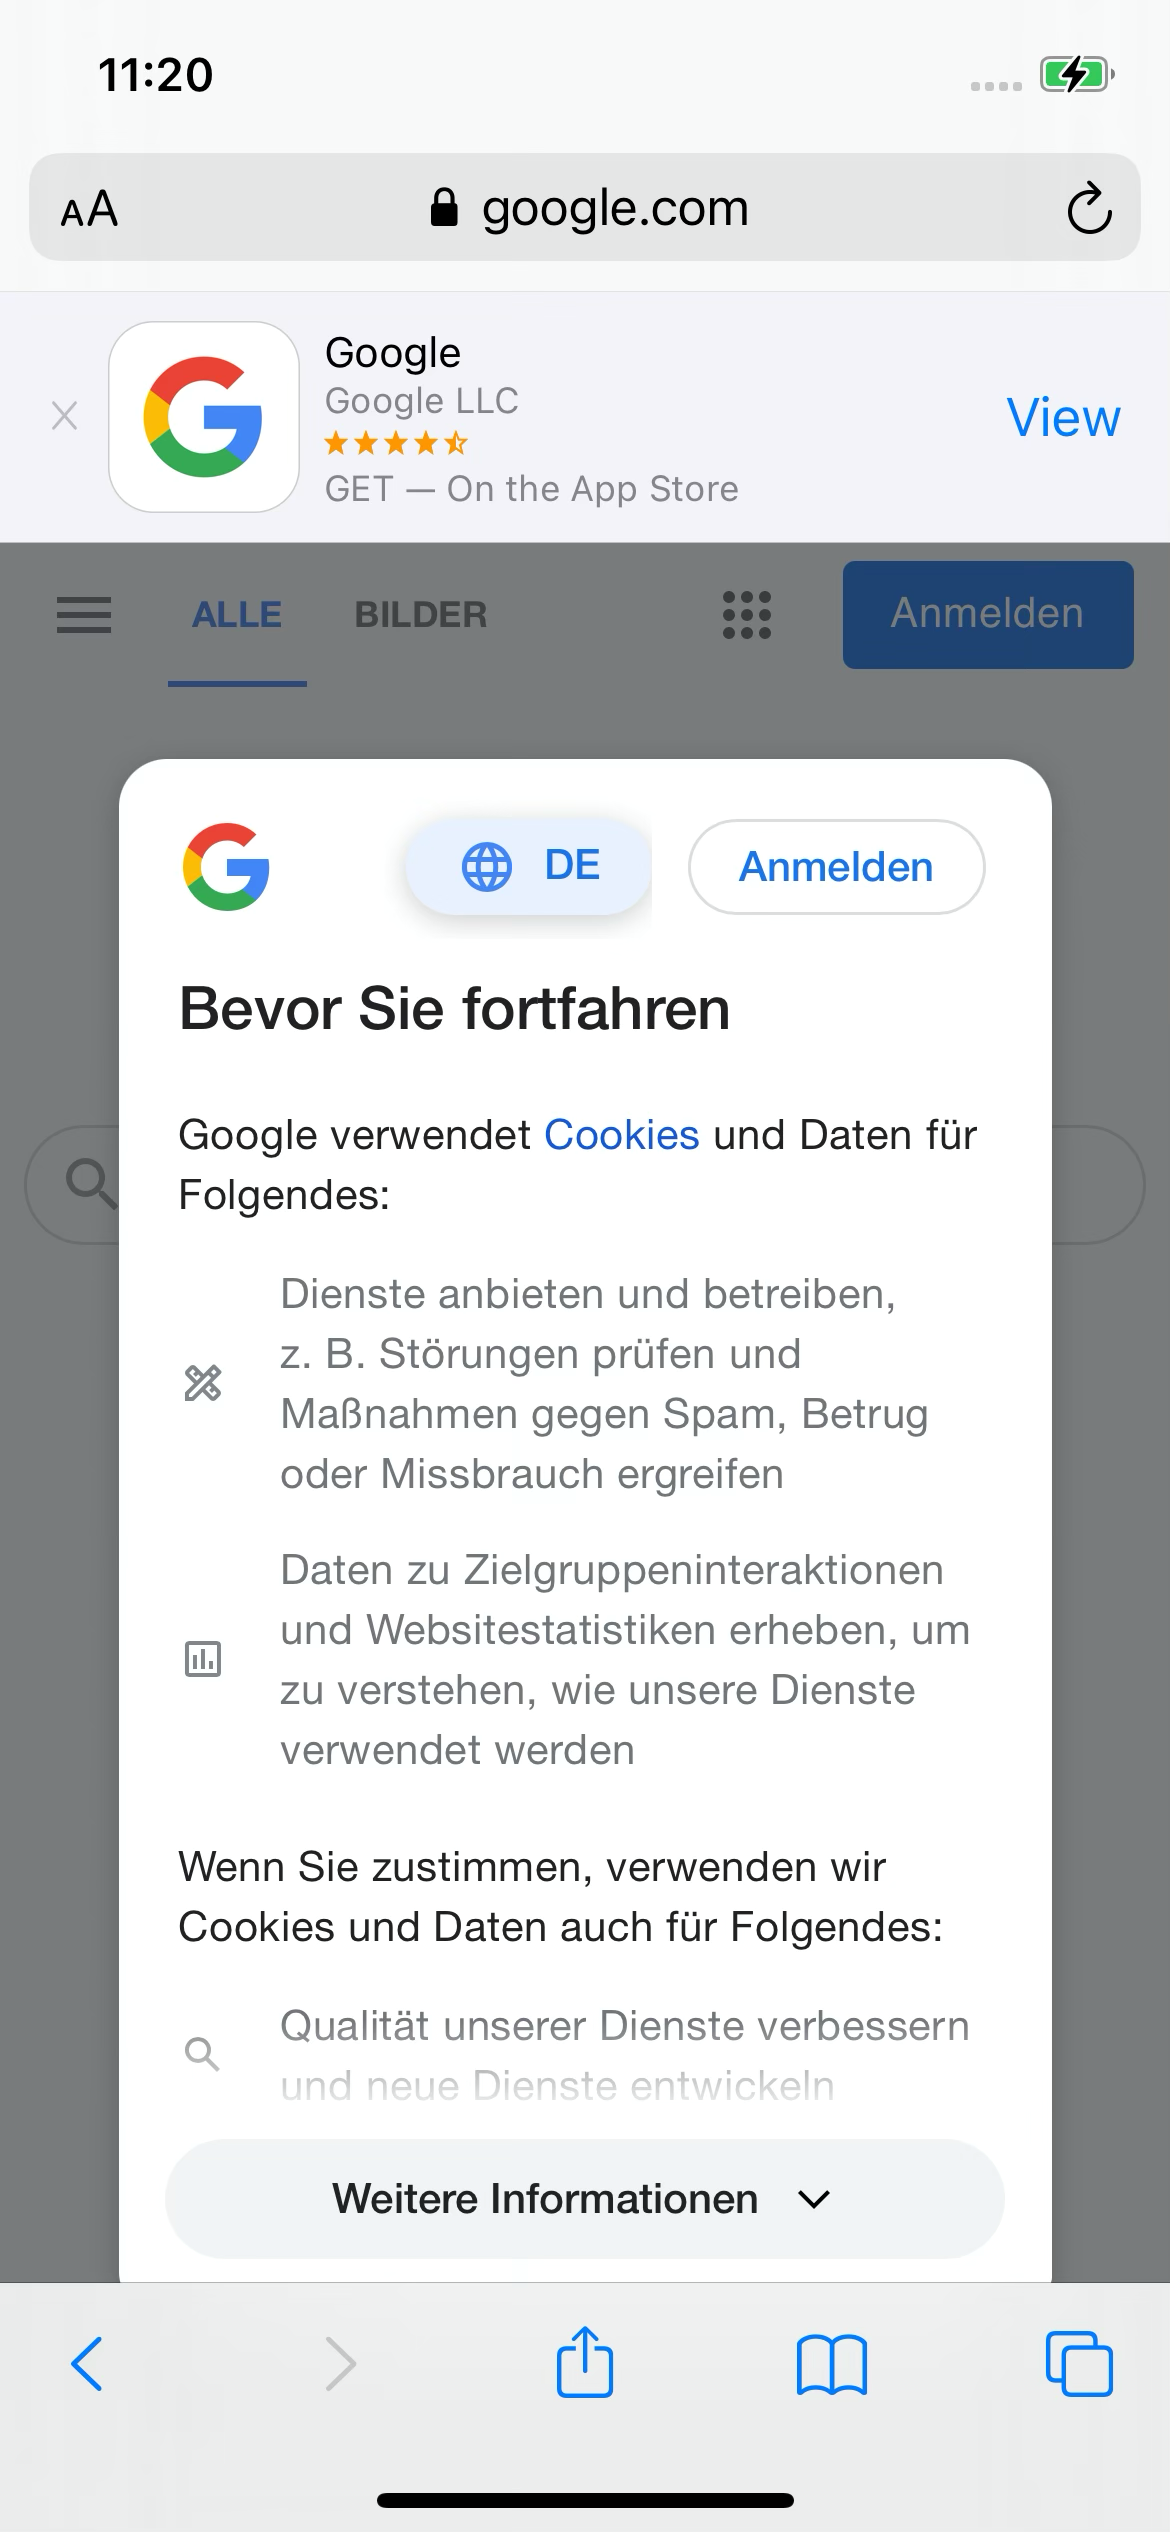 11:20
AA google.com
Google
Google LLC
GET — On the App Store
View
ALLE BILDER Anmelden
DE Anmelden
Bevor Sie fortfahren
Google verwendet Cookies und Daten für
Folgendes:
Dienste anbieten und betreiben,
z. B. Störungen prüfen und
Maßnahmen gegen Spam, Betrug
oder Missbrauch ergreifen
Daten zu Zielgruppeninteraktionen
und Websitestatistiken erheben, um
zu verstehen, wie unsere Dienste
verwendet werden
Wenn Sie zustimmen, verwenden wir
Cookies und Daten auch für Folgendes:
Qualität unserer Dienste verbessern
und neue Dienste entwickeln
Weitere Informationen